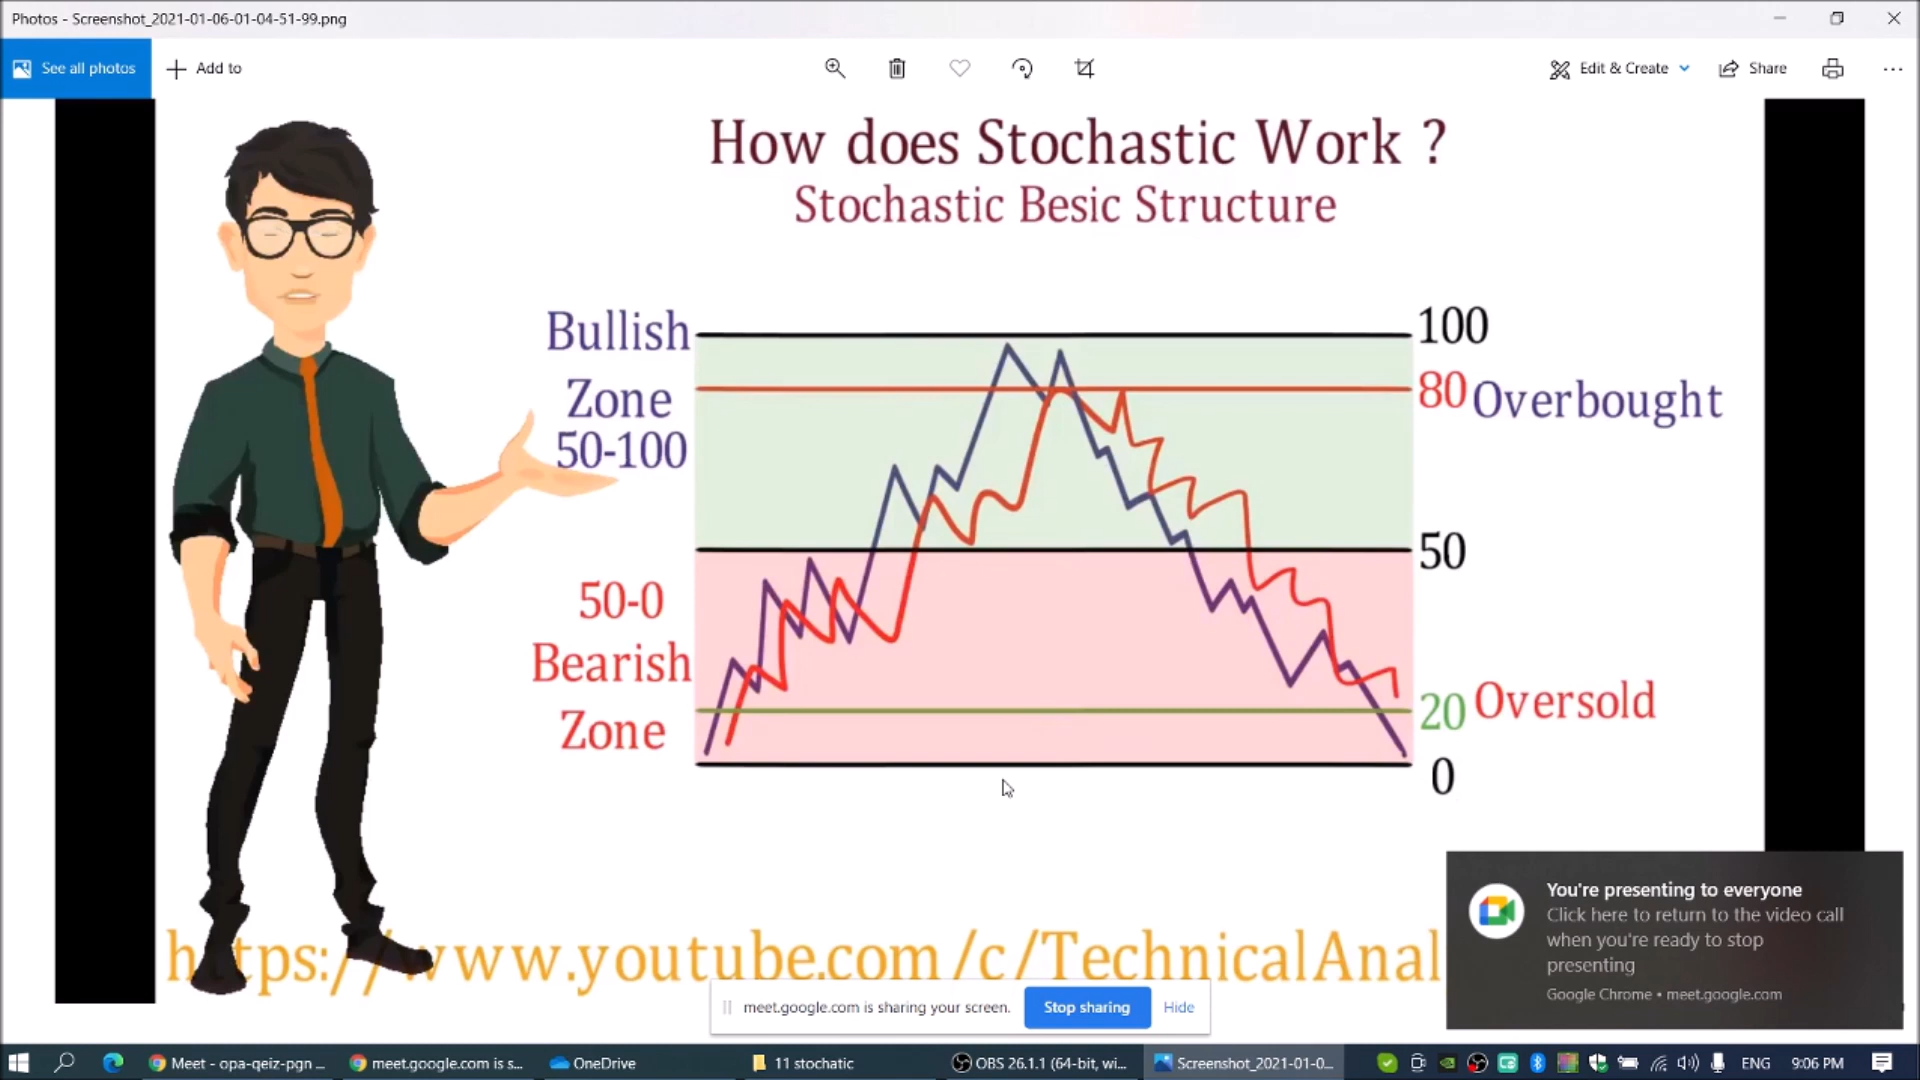 Photos - Screenshot_2021-01-06-01-04-51-99.png
See all photos
Add to
Edit & Create
Share
How does Stochastic Work ?
Stochastic Besic Structure
Bullish
Zone
50-100
50-0
Bearish
Zone
100
80 Overbought
50
20 Oversold
0
https://www.youtube.com/c/TechnicalAnal
You're presenting to everyone
Click here to return to the video call
when you're ready to stop
presenting
Google Chrome • meet.google.com
meet.google.com is sharing your screen.
Stop sharing
Hide
Meet - opa-qeiz-pgn ...
meet.google.com is s...
OneDrive
11 stochatic
OBS 26.1.1 (64-bit, wi...
Screenshot_2021-01-0...
ENG
9:06 PM